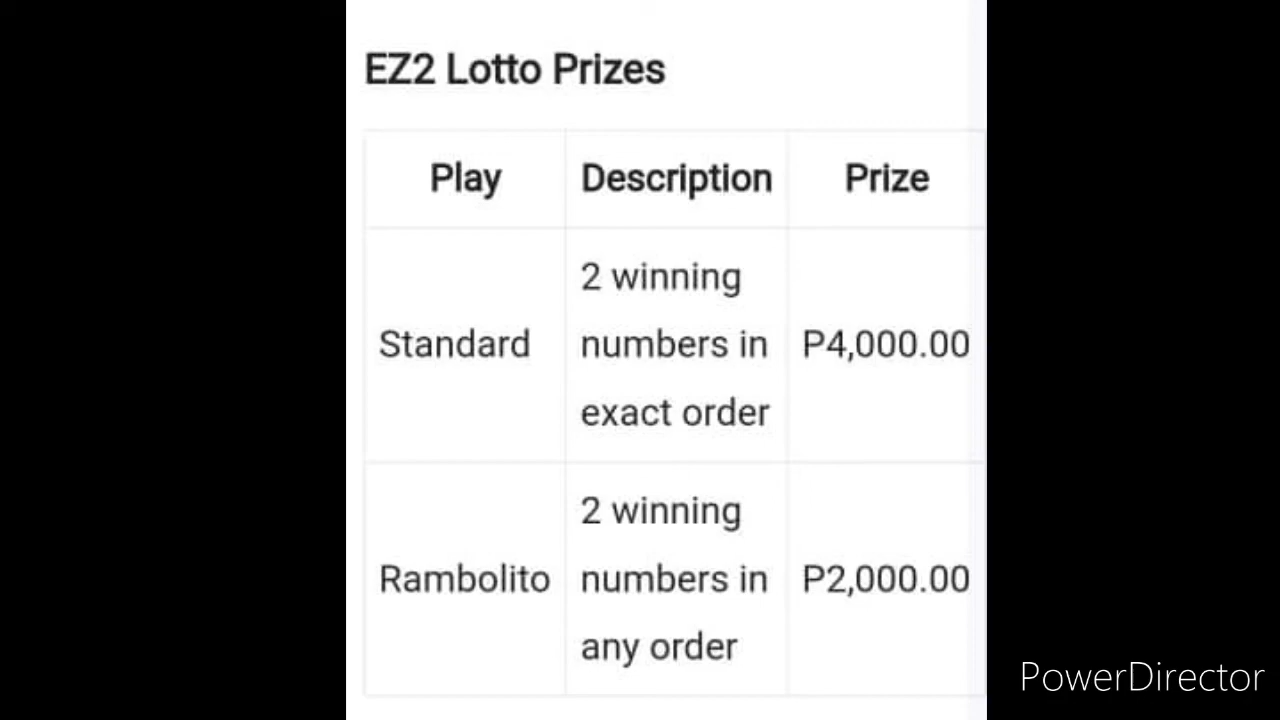 EZ2 Lotto Prizes
Play Description Prize
2 winning
Standard numbers in P4,000.00
exact order
2 winning
Rambolito numbers in P2,000.00
any order
PowerDirector